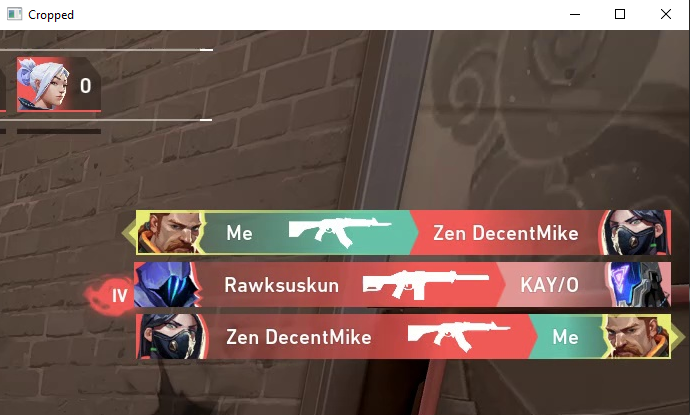 Cropped
0
Me Zen DecentMike
IV Rawksuskun KAY/O
Zen DecentMike Me